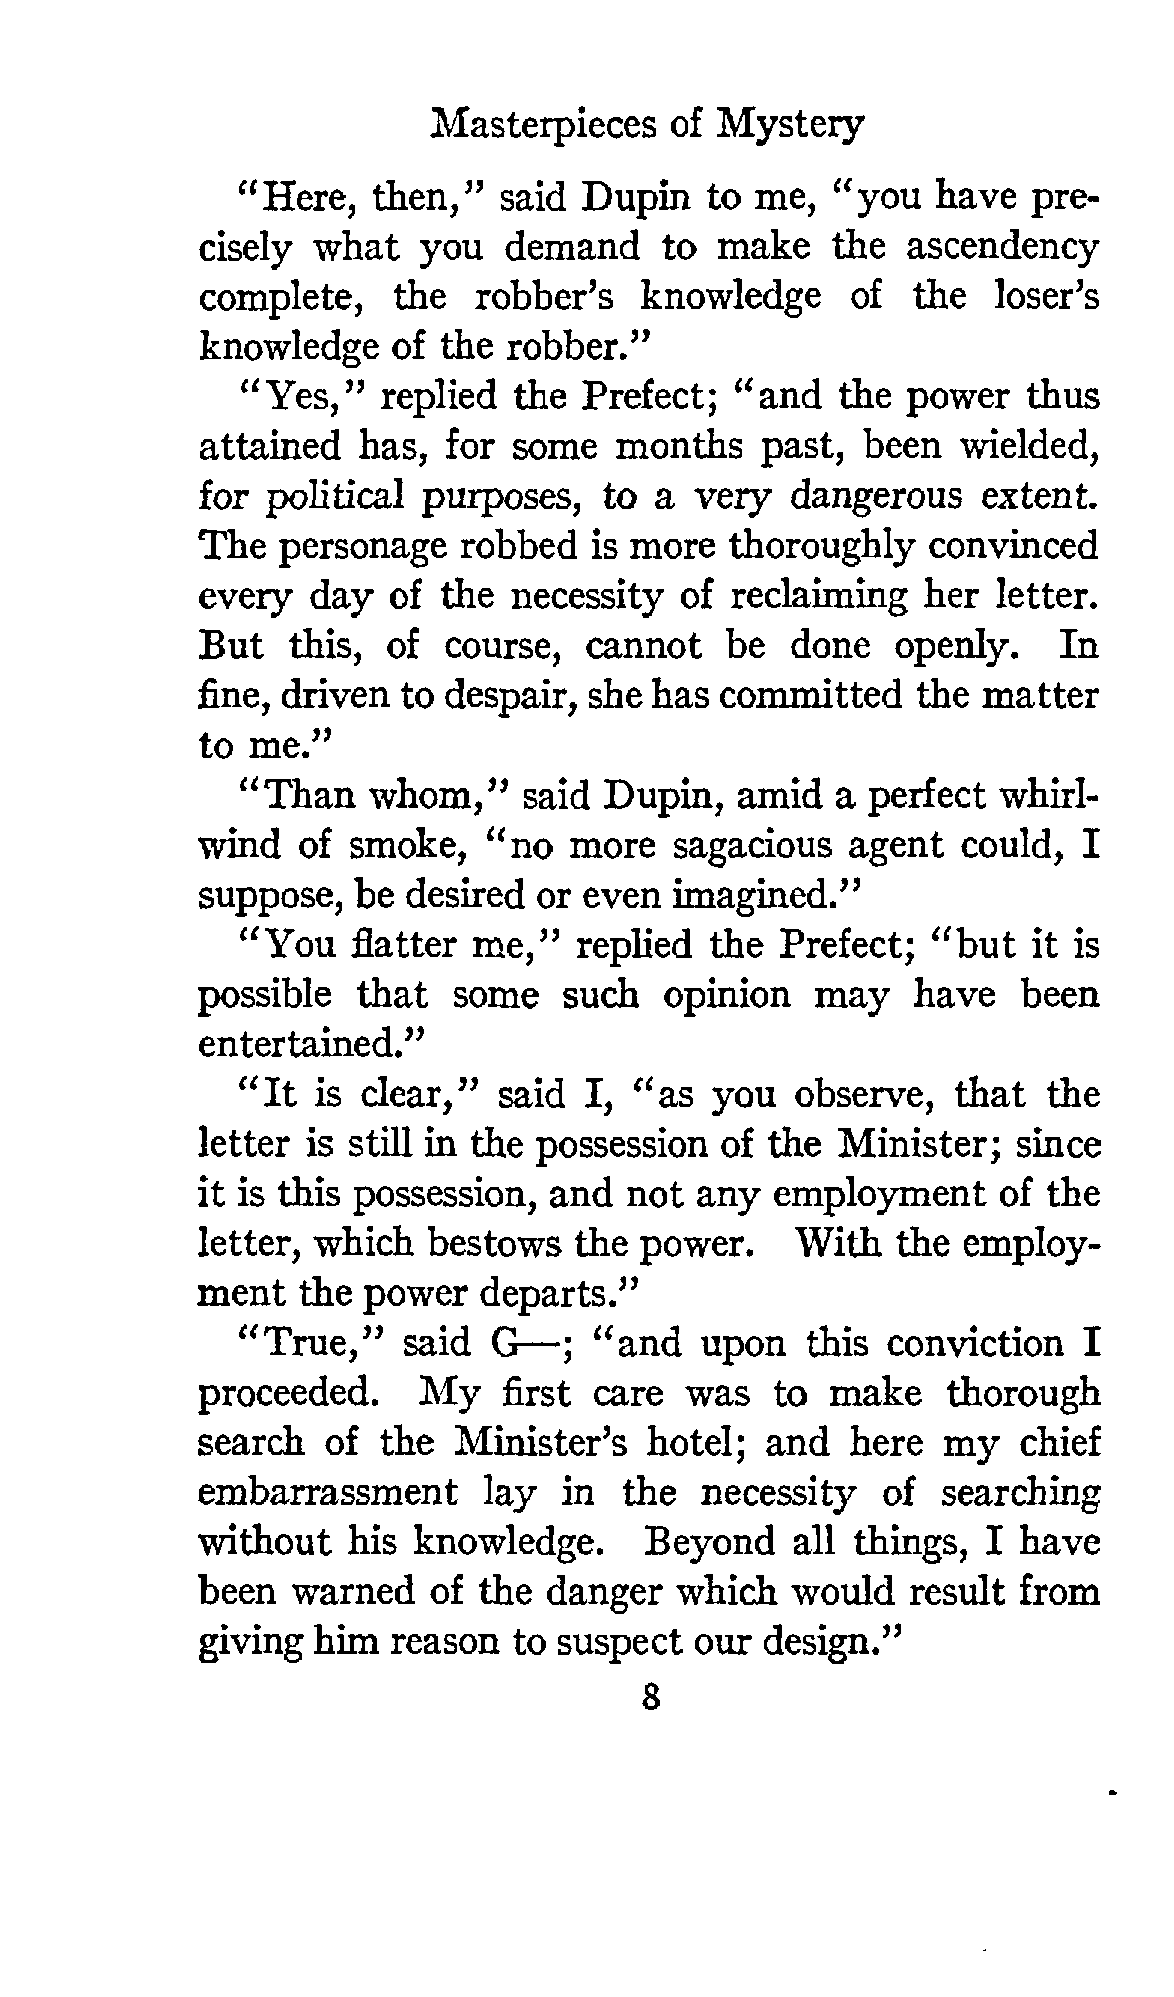 Masterpieces of Mystery
“Here, then,” said Dupin to me, “you have pre-
cisely what you demand to make the ascendency
complete, the robber’s knowledge of the loser’s
knowledge of the robber.”
“Yes,” replied the Prefect; “and the power thus
attained has, for some months past, been wielded,
for political purposes, to a very dangerous extent.
The personage robbed is more thoroughly convinced
every day of the necessity of reclaiming her letter.
But this, of course, cannot be done openly. In
fine, driven to despair, she has committed the matter
to me.”
“Than whom,” said Dupin, amid a perfect whirl-
wind of smoke, “no more sagacious agent could, I
suppose, be desired or even imagined.”
“You flatter me,” replied the Prefect; “but it is
possible that some such opinion may have been
entertained.”
“It is clear,” said I, “as you observe, that the
letter is still in the possession of the Minister; since
it is this possession, and not any employment of the
letter, which bestows the power. With the employ-
ment the power departs.”
“True,” said G—; “and upon this conviction I
proceeded. My first care was to make thorough
search of the Minister’s hotel; and here my chief
embarrassment lay in the necessity of searching
without his knowledge. Beyond all things, I have
been warned of the danger which would result from
giving him reason to suspect our design.”
8